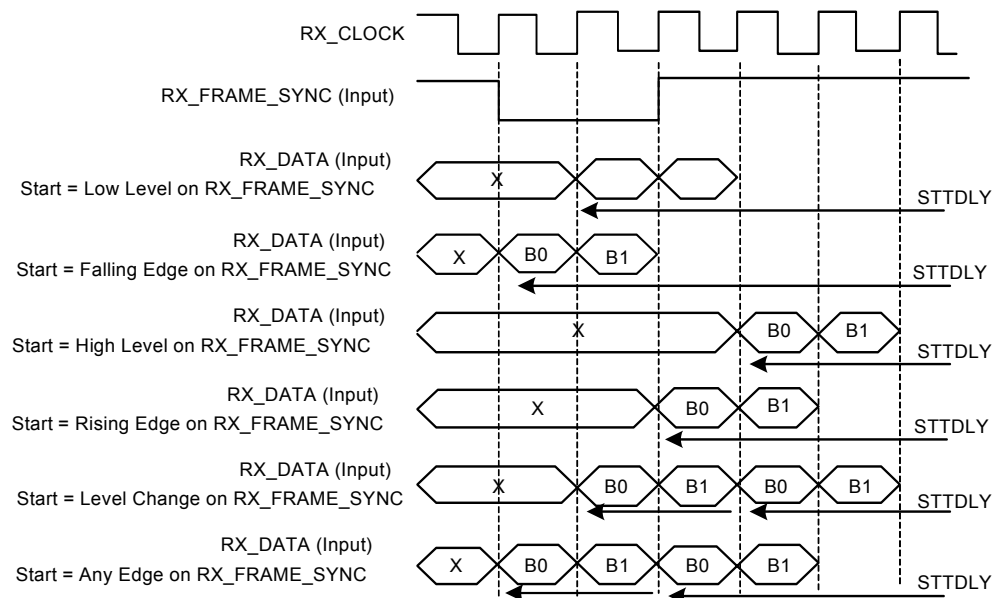 RX_CLOCK
RX_FRAME_SYNC (Input)
RX_DATA (Input)
Start = Low Level on RX_FRAME_SYNC
X
STTDLY
RX_DATA (Input)
Start = Falling Edge on RX_FRAME_SYNC
X B0 B1
STTDLY
RX_DATA (Input)
Start = High Level on RX_FRAME_SYNC
X B0 B1
STTDLY
RX_DATA (Input)
Start = Rising Edge on RX_FRAME_SYNC
X B0 B1
STTDLY
RX_DATA (Input)
Start = Level Change on RX_FRAME_SYNC
X B0 B1 B0 B1
STTDLY
RX_DATA (Input)
Start = Any Edge on RX_FRAME_SYNC
X B0 B1 B0 B1
STTDLY